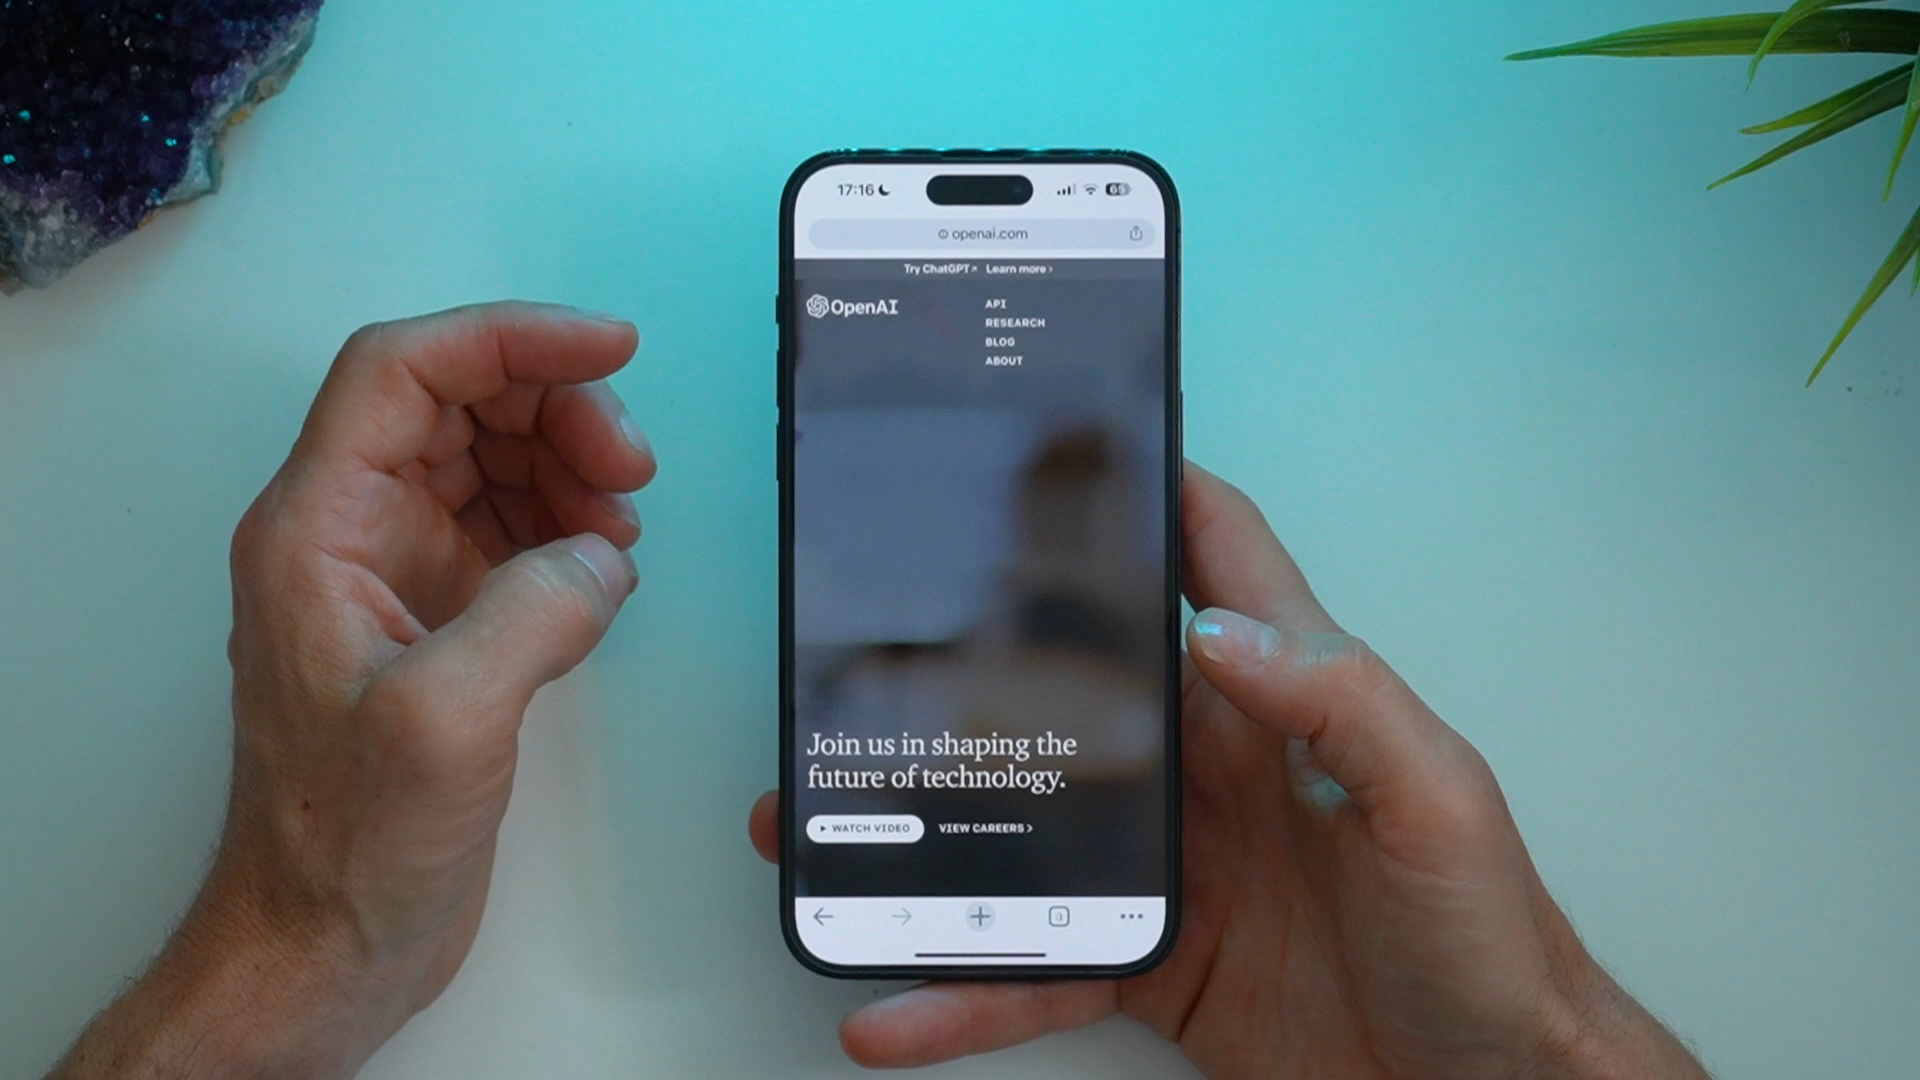 17:16
openai.com
Try ChatGPT↗ Learn more›
OpenAI
API
RESEARCH
BLOG
ABOUT
Join us in shaping the
future of technology.
WATCH VIDEO VIEW CAREERS